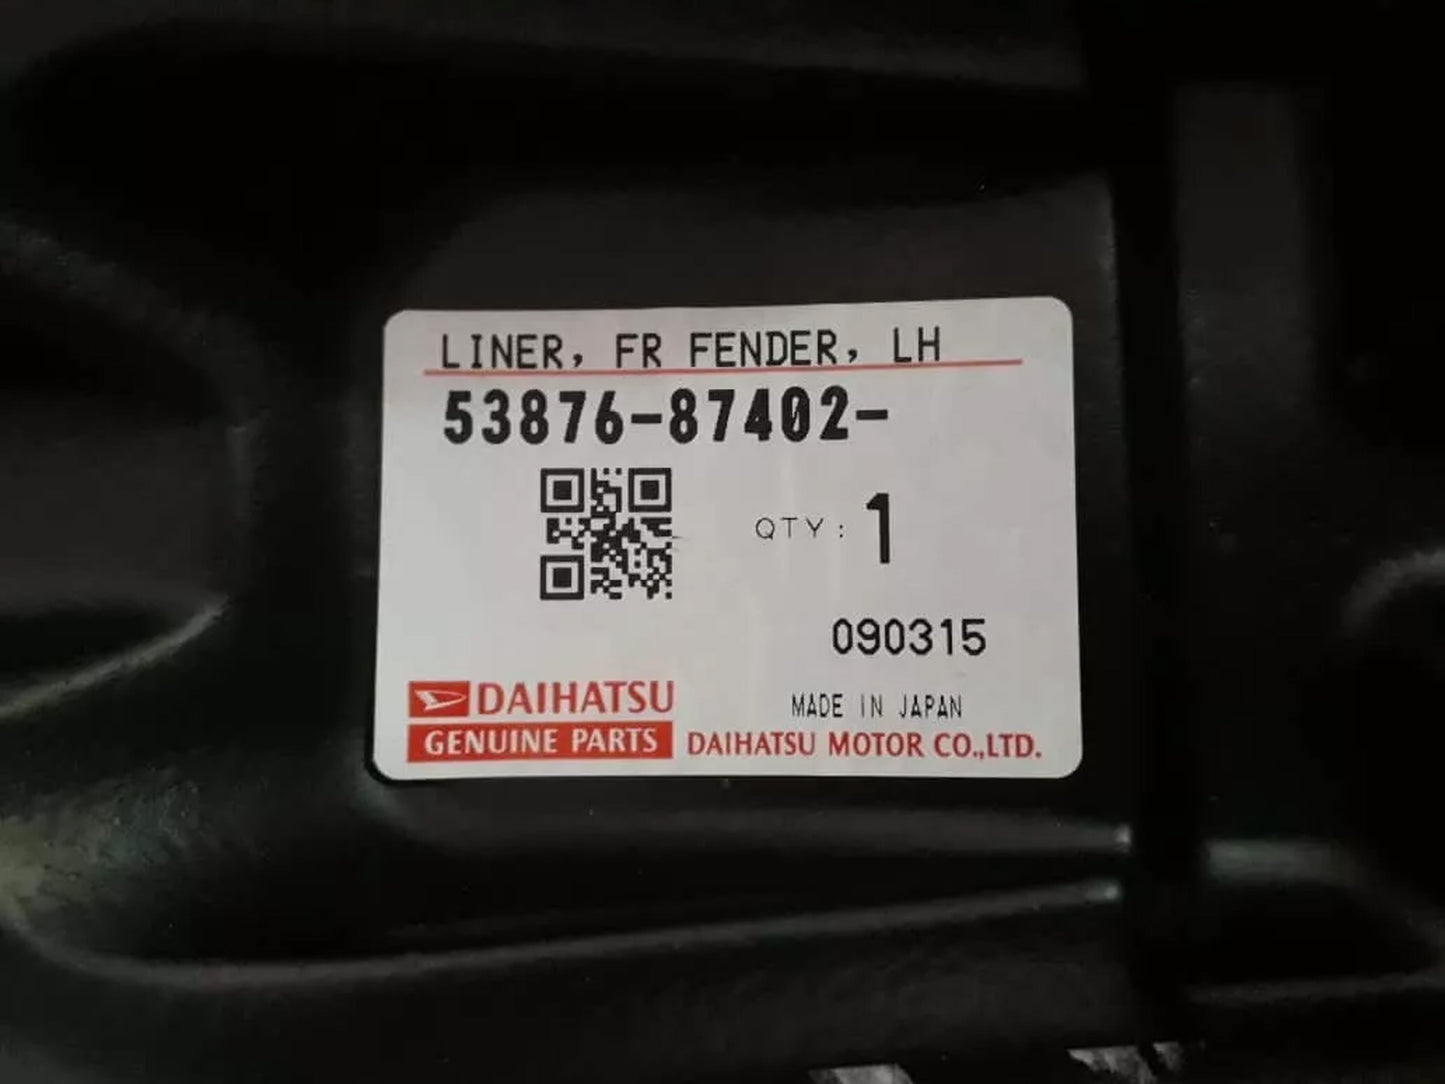 LINER, FR FENDER, LH
53876-87402-
QTY: 1
090315
DAIHATSU
MADE IN JAPAN
GENUINE PARTS
DAIHATSU MOTOR CO.,LTD.